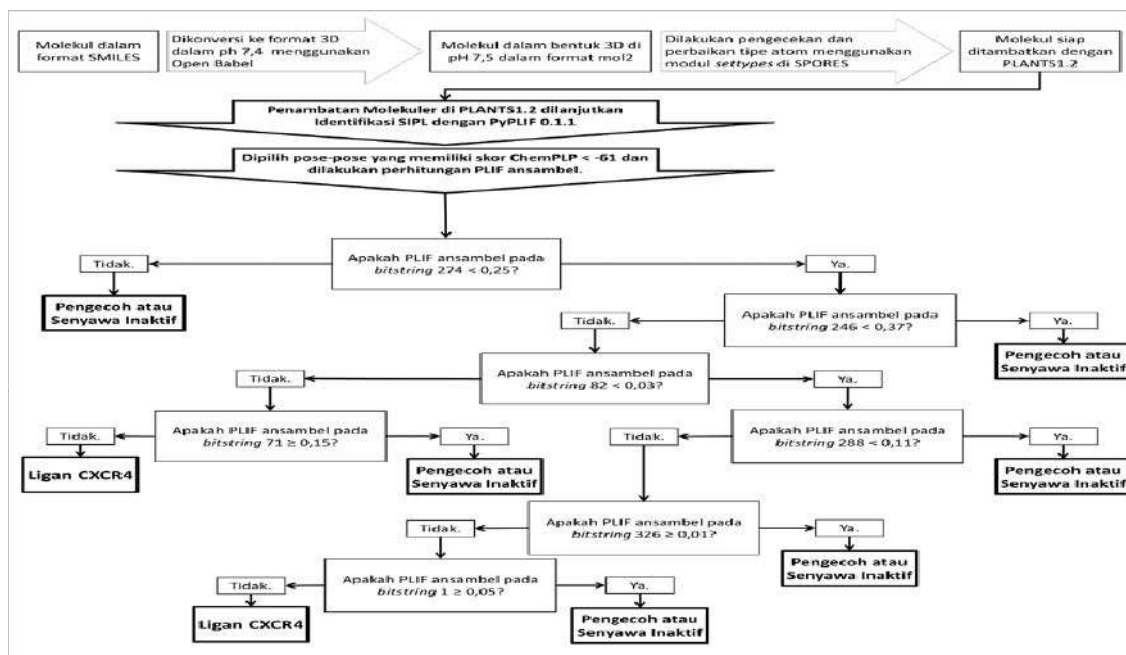 Molekul dalam
format SMILES
Dikonversi ke format 3D
dalam ph 7,4 menggunakan
Open Babel
Molekul dalam bentuk 3D di
pH 7,5 dalam format mol2
Dilakukan pengecekan dan
perbaikan tipe atom menggunakan
modul settypes di SPORES
Molekul siap
ditambatkan dengan
PLANTS1.2
Penambatan Molekuler di PLANTS1.2 dilanjutkan
Identifikasi SIPL dengan PyPLIF 0.1.1
Dipilih pose-pose yang memiliki skor ChemPLP < -61 dan
dilakukan perhitungan PLIF ansambel.
Apakah PLIF ansambel pada
bitstring 274 < 0,25?
Tidak.
Ya.
Pengecoh atau
Senyawa Inaktif
Apakah PLIF ansambel pada
bitstring 246 < 0,37?
Tidak.
Ya.
Pengecoh atau
Senyawa Inaktif
Apakah PLIF ansambel pada
bitstring 82 < 0,03?
Tidak.
Ya.
Apakah PLIF ansambel pada
bitstring 71 ≥ 0,15?
Tidak.
Ya.
Ligan CXCR4
Pengecoh atau
Senyawa Inaktif
Apakah PLIF ansambel pada
bitstring 288 < 0,11?
Tidak.
Ya.
Pengecoh atau
Senyawa Inaktif
Apakah PLIF ansambel pada
bitstring 326 ≥ 0,01?
Tidak.
Ya.
Pengecoh atau
Senyawa Inaktif
Apakah PLIF ansambel pada
bitstring 1 ≥ 0,05?
Tidak.
Ya.
Ligan CXCR4
Pengecoh atau
Senyawa Inaktif